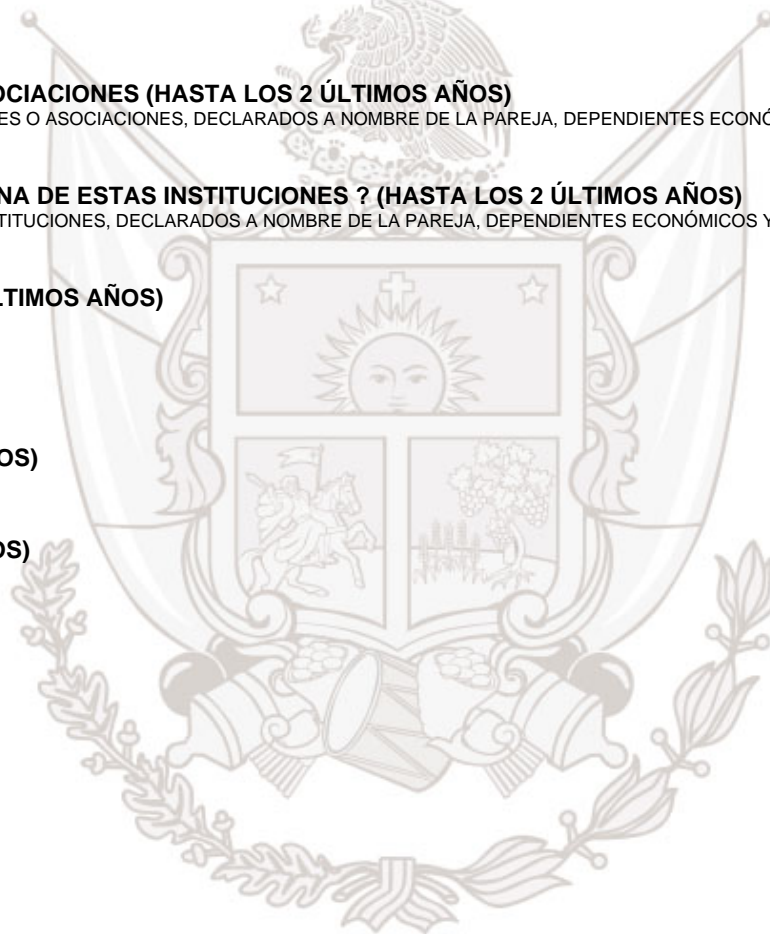 OCIACIONES (HASTA LOS 2 ÚLTIMOS AÑOS)
ES O ASOCIACIONES, DECLARADOS A NOMBRE DE LA PAREJA, DEPENDIENTES ECONÓ
NA DE ESTAS INSTITUCIONES ? (HASTA LOS 2 ÚLTIMOS AÑOS)
TITUCIONES, DECLARADOS A NOMBRE DE LA PAREJA, DEPENDIENTES ECONÓMICOS Y
LTIMOS AÑOS)
OS)
OS)